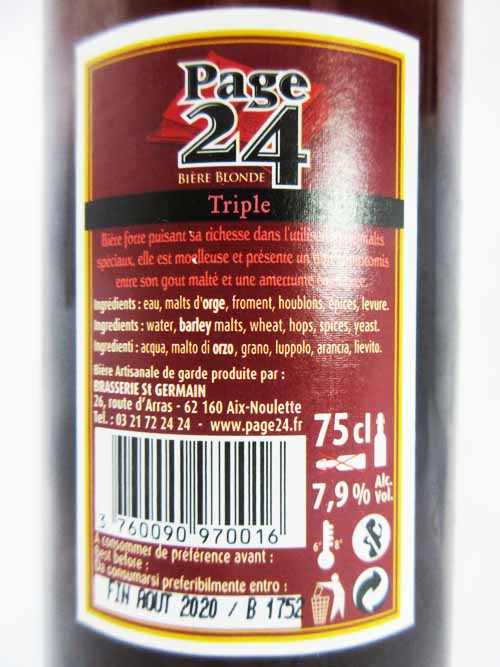 Page
24
BIÈRE BLONDE
Triple
Bière forte puisant sa richesse dans l'utilisation malts
spéciaux, elle est moelleuse et présente un compromis
entre son gout malté et une amertume
Ingrédients : eau, malts d'orge, froment, houblons, épices, levure.
Ingredients : water, barley malts, wheat, hops, spices, yeast.
Ingredienti : acqua, malto di orzo, grano, luppolo, arancia, lievito.
Bière Artisanale de garde produite par :
BRASSERIE St GERMAIN
26, route d'Arras - 62 160 Aix-Noulette
Tel. : 03 21 72 24 24 - www.page24.fr
75 cl
7,9 % Alc. Vol.
3 760090 970016
6° 8°
A consommer de préférence avant :
Best before :
Da consumarsi preferibilmente entro :
FIN AOUT 2020 / B 1752